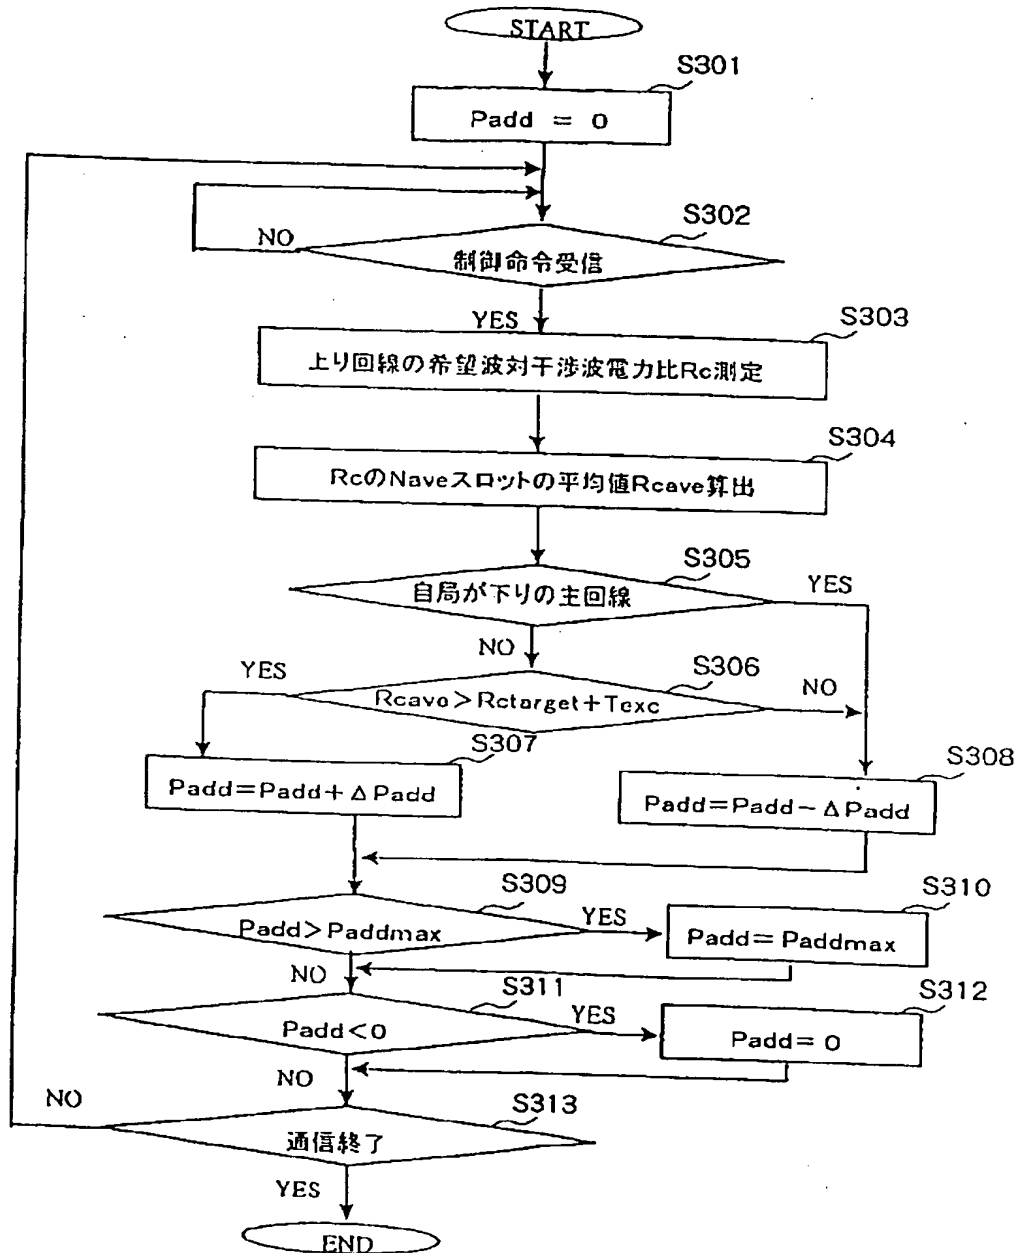 START
S301
Padd = 0
S302
NO
制御命令受信
YES
S303
上り回線の希望波対干渉波電力比Rc測定
S304
RcのNaveスロットの平均値Rcave算出
S305
自局が下りの主回線
YES
NO
S306
YES
Rcave>Rctarget+Texc
NO
S307
Padd=Padd+ΔPadd
S308
Padd=Padd-ΔPadd
S309
Padd>Paddmax
YES
S310
Padd=Paddmax
NO
S311
Padd<0
YES
S312
Padd=0
NO
NO
S313
通信終了
YES
END